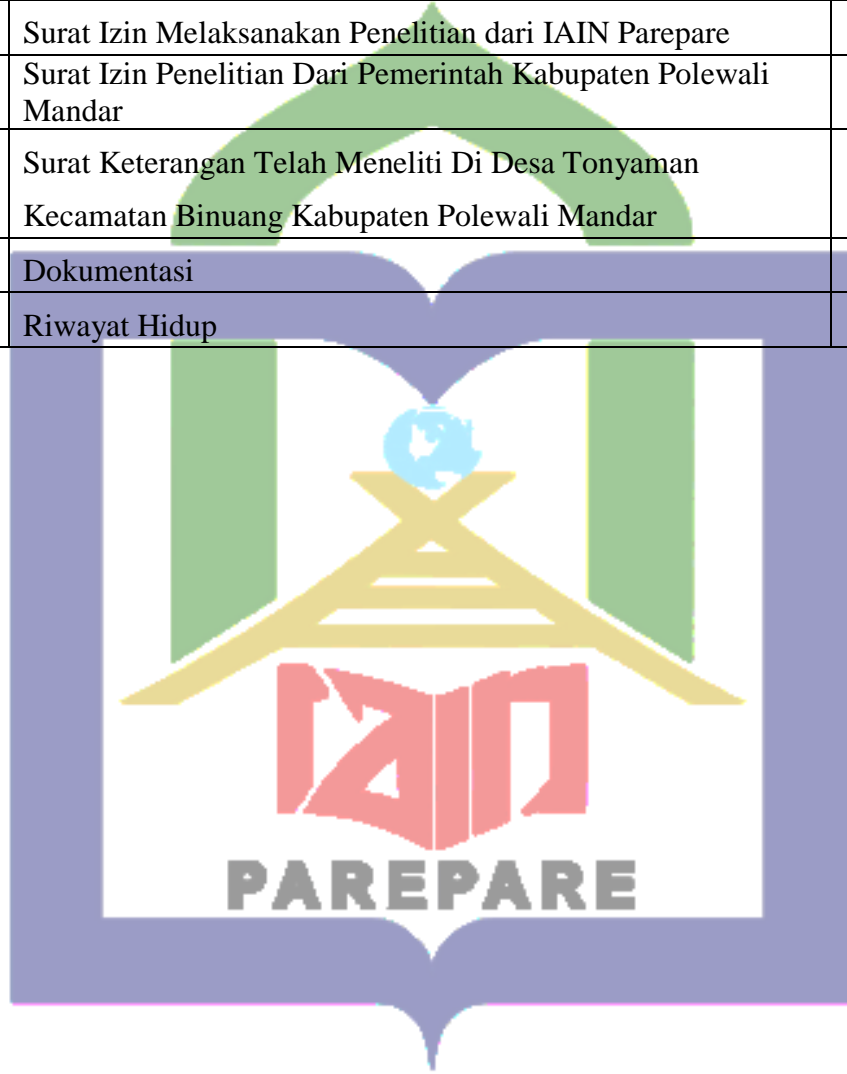 Surat Izin Melaksanakan Penelitian dari IAIN Parepare
Surat Izin Penelitian Dari Pemerintah Kabupaten Polewali
Mandar
Surat Keterangan Telah Meneliti Di Desa Tonyaman
Kecamatan Binuang Kabupaten Polewali Mandar
Dokumentasi
Riwayat Hidup
IAIN
PAREPARE